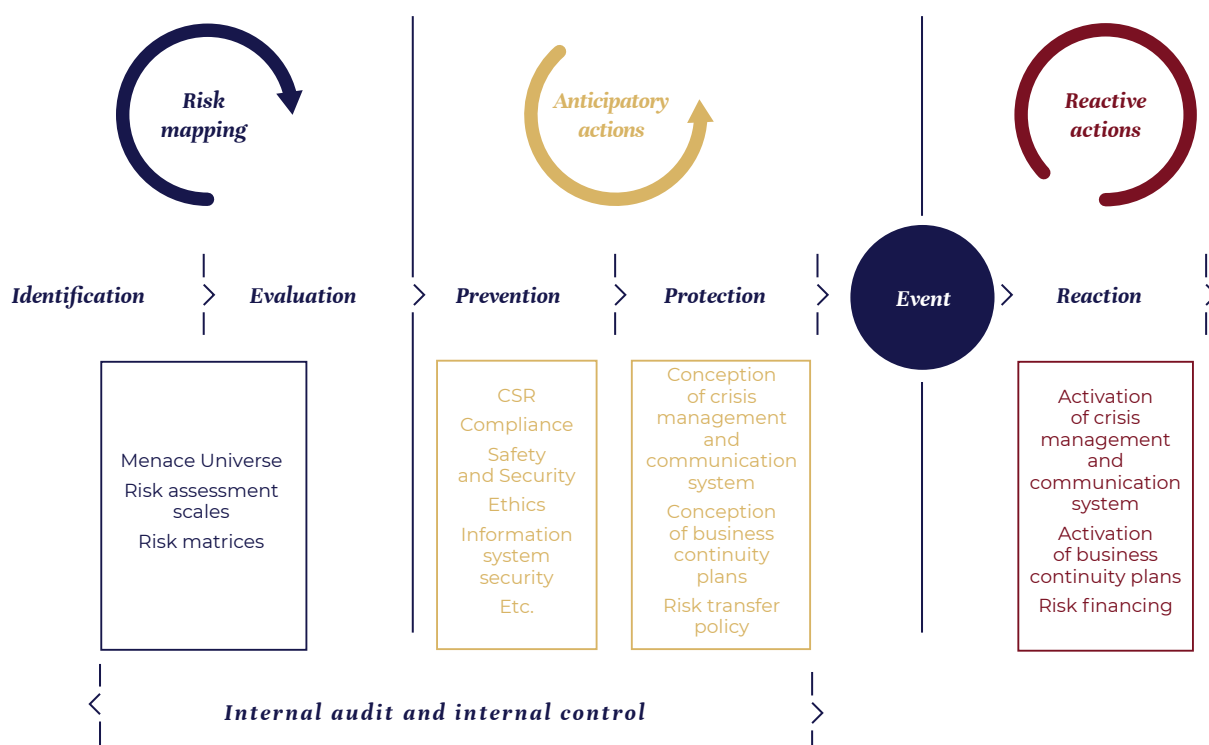 Risk
mapping
Anticipatory
actions
Reactive
actions
Identification
Evaluation
Prevention
Protection
Event
Reaction
Menace Universe
Risk assessment
scales
Risk matrices
CSR
Compliance
Safety
and Security
Ethics
Information
system
security
Etc.
Conception
of crisis
management
and
communication
system
Conception
of business
continuity
plans
Risk transfer
policy
Activation
of crisis
management
and
communication
system
Activation
of business
continuity plans
Risk financing
Internal audit and internal control